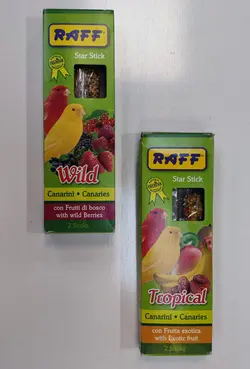 RAFF
Star Stick
Wild
Canarini • Canaries
con Frutti di bosco
with wild Berries
2 Sticks
RAFF
Star Stick
Tropical
Canarini • Canaries
con Frutta esotica
with Exotic fruit
2 Sticks